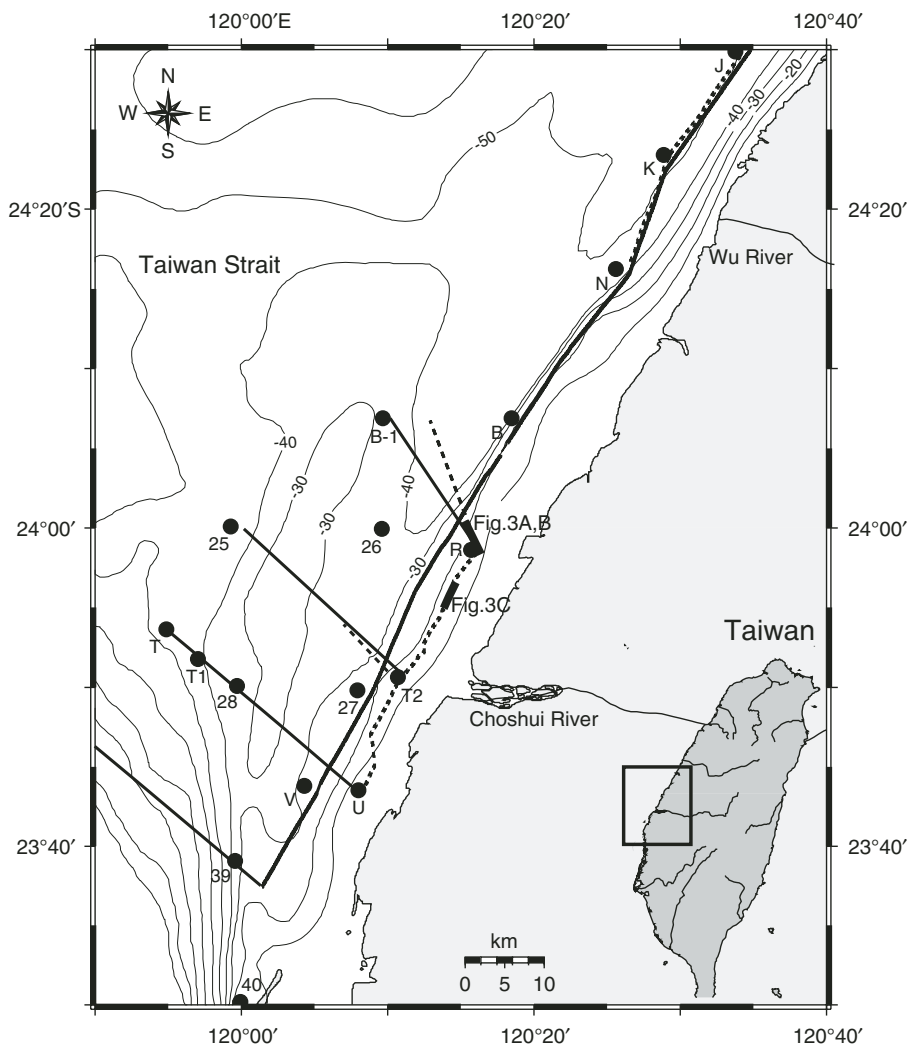 120°00′E 120°20′ 120°40′
J
-20
-30
-40
N
W E
S
-50
K
24°20′S 24°20′
Wu River
Taiwan Strait
N
B-1 B
-40
-30
-40
-30
24°00′ 24°00′
Fig.3A,B
25 26 R
-30
Fig.3C
T
Taiwan
T1
28 27 T2
Choshui River
V U
23°40′ 23°40′
39
km
0 5 10
40
120°00′ 120°20′ 120°40′